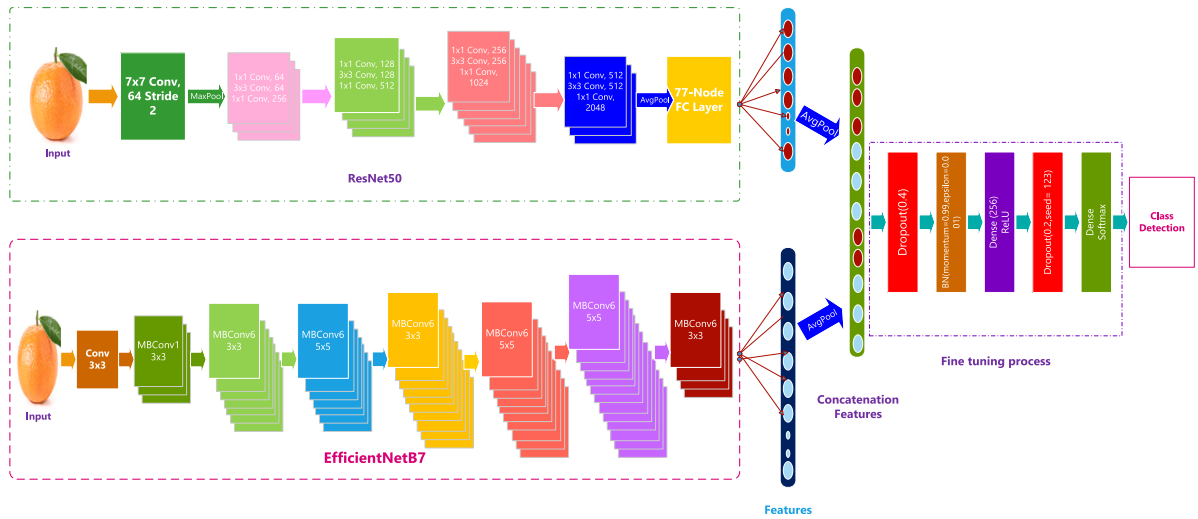 7x7 Conv,
64 Stride
2
MaxPool
1x1 Conv, 64
3x3 Conv, 64
1x1 Conv, 256
1x1 Conv, 128
3x3 Conv, 128
1x1 Conv, 512
1x1 Conv, 256
3x3 Conv, 256
1x1 Conv,
1024
1x1 Conv, 512
3x3 Conv, 512
1x1 Conv,
2048
AvgPool
77-Node
FC Layer
Input
ResNet50
AvgPool
Conv
3x3
MBConv1
3x3
MBConv6
3x3
MBConv6
5x5
MBConv6
3x3
MBConv6
5x5
MBConv6
5x5
MBConv6
3x3
Input
EfficientNetB7
AvgPool
Features
Concatenation
Features
Dropout(0.4)
BN(momentum=0.99.epsilon=0.0
01)
Dense (256)
ReLU
Dropout(0.2,seed= 123)
Dense
Softmax
Fine tuning process
Class
Detection